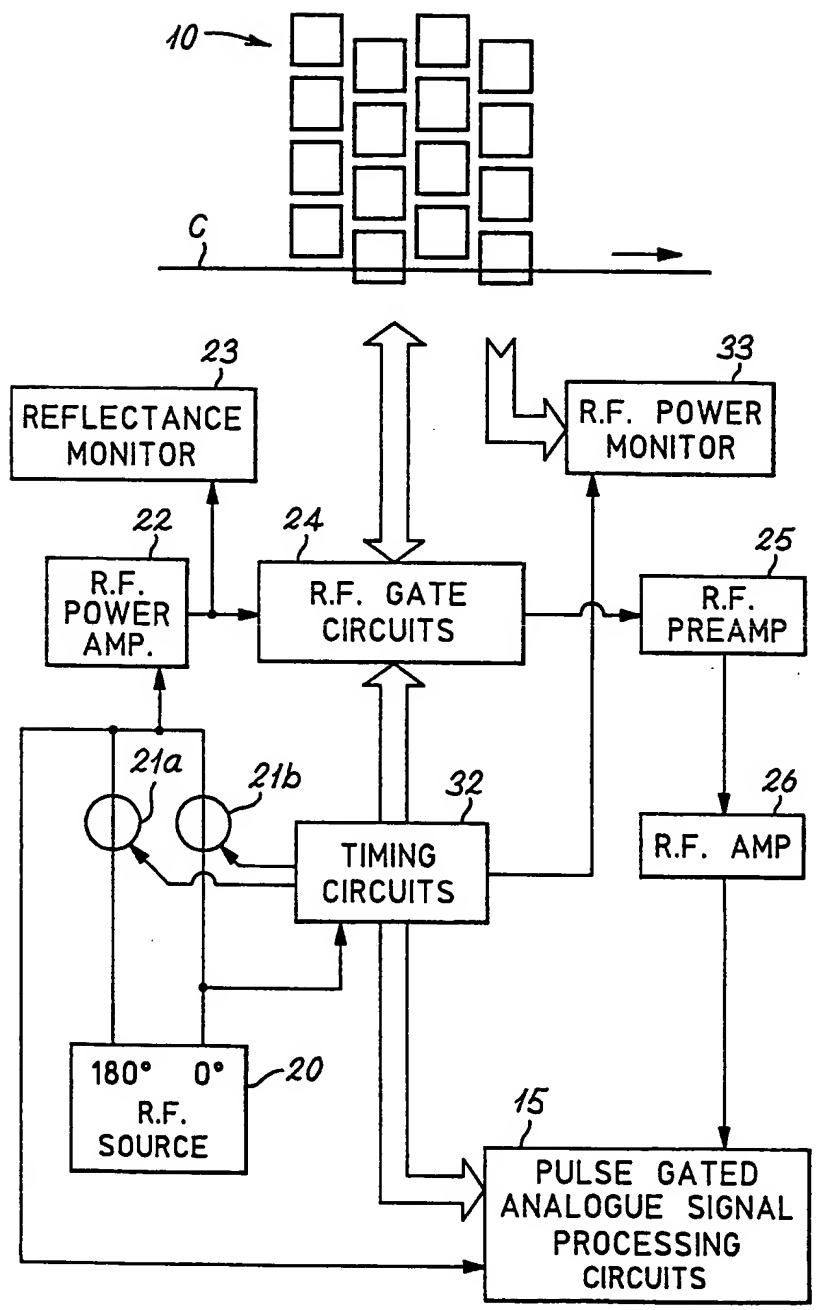 10
C
23
REFLECTANCE
MONITOR
33
R.F. POWER
MONITOR
22
R.F.
POWER
AMP.
24
R.F. GATE
CIRCUITS
25
R.F.
PREAMP
21a
21b
32
TIMING
CIRCUITS
26
R.F. AMP
180° 0°
R.F.
SOURCE
20
15
PULSE GATED
ANALOGUE SIGNAL
PROCESSING
CIRCUITS